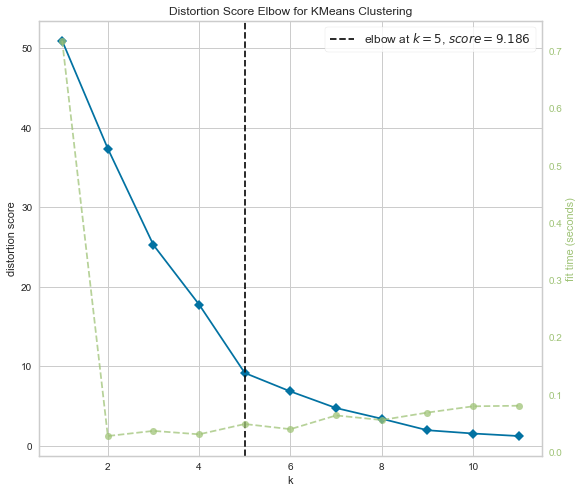 Distortion Score Elbow for KMeans Clustering
elbow at k = 5, score = 9.186
distortion score
50
40
30
20
10
0
0.7
0.6
0.5
0.4
0.3
0.2
0.1
0.0
fit time (seconds)
2 4 6 8 10
k